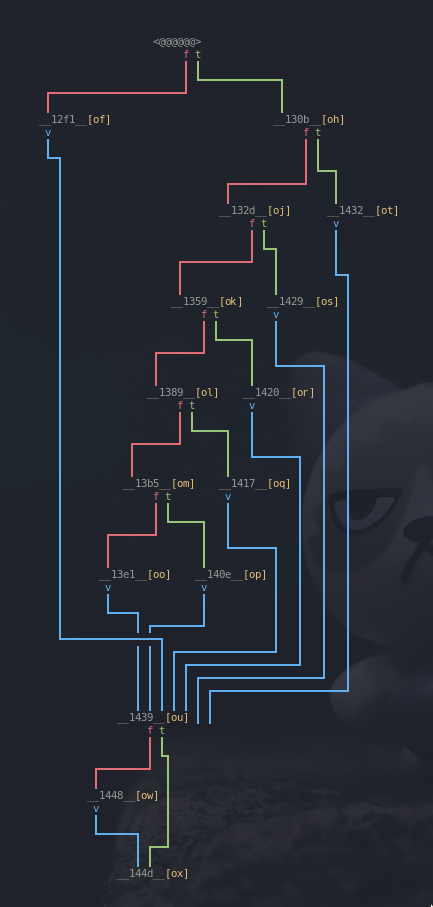 <@@@@@@>
f t
__12f1__[of] __130b__[oh]
v f t
__132d__[oj] __1432__[ot]
f t v
__1359__[ok] __1429__[os]
f t v
__1389__[ol] __1420__[or]
f t v
__13b5__[om] __1417__[oq]
f t v
__13e1__[oo] __140e__[op]
v v
__1439__[ou]
f t
__1448__[ow]
v
__144d__[ox]